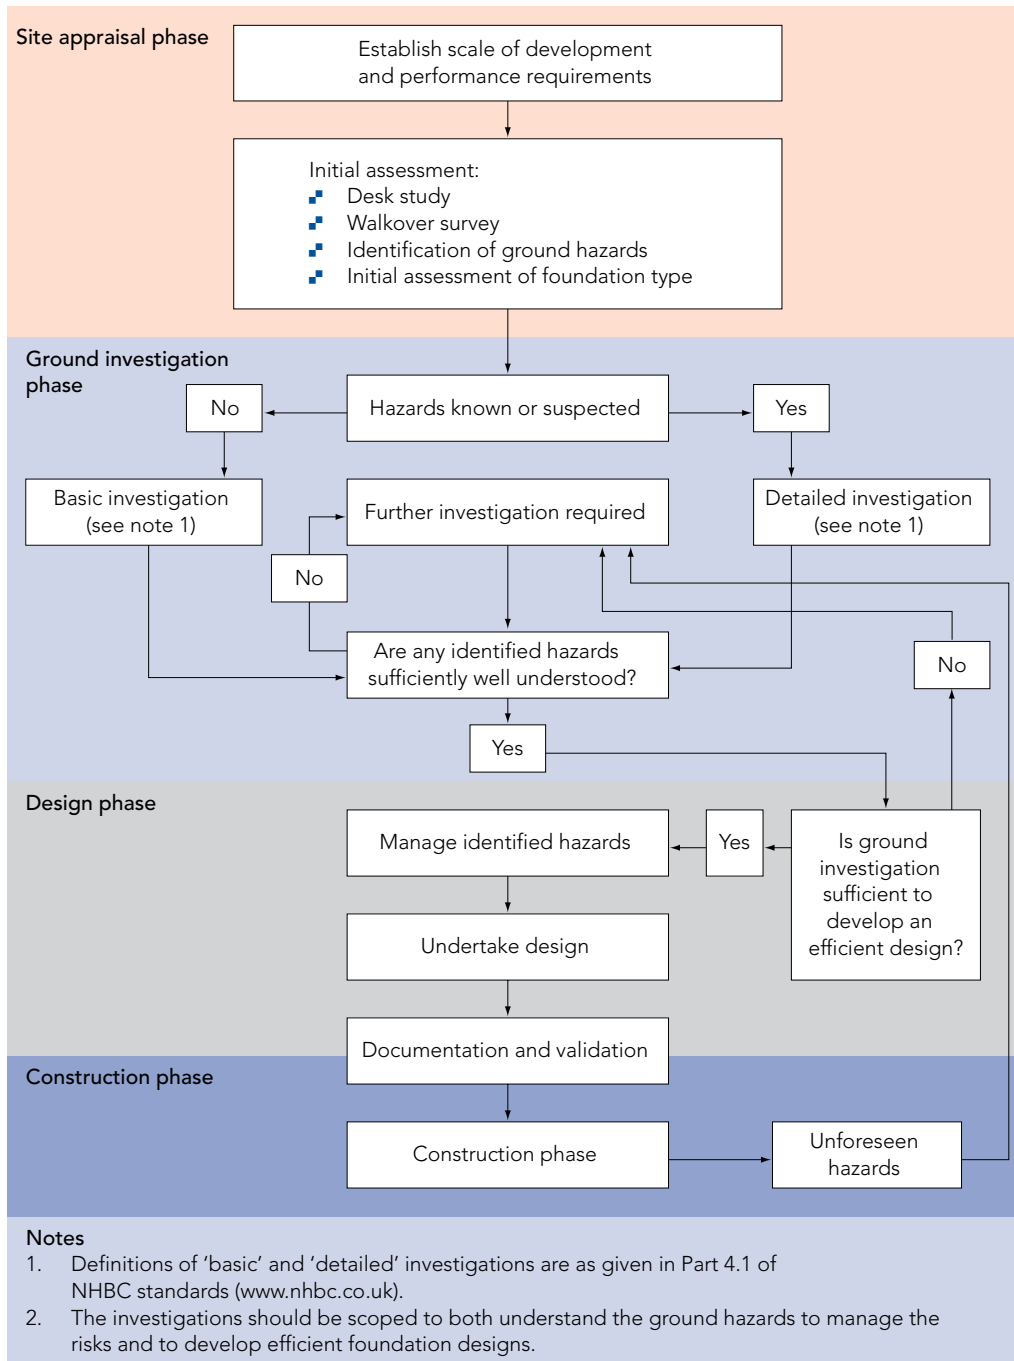 Site appraisal phase
Establish scale of development
and performance requirements
Initial assessment:
Desk study
Walkover survey
Identification of ground hazards
Initial assessment of foundation type
Ground investigation
phase
No
Hazards known or suspected
Yes
Basic investigation
(see note 1)
Further investigation required
Detailed investigation
(see note 1)
No
Are any identified hazards
sufficiently well understood?
No
Yes
Design phase
Manage identified hazards
Yes
Is ground
investigation
sufficient to
develop an
efficient design?
Undertake design
Documentation and validation
Construction phase
Construction phase
Unforeseen
hazards
Notes
1. Definitions of ‘basic’ and ‘detailed’ investigations are as given in Part 4.1 of
NHBC standards (www.nhbc.co.uk).
2. The investigations should be scoped to both understand the ground hazards to manage the
risks and to develop efficient foundation designs.